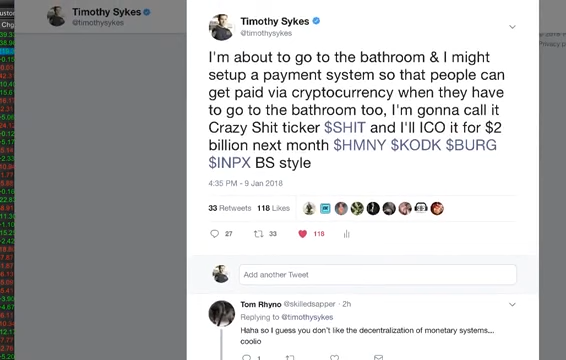 Timothy Sykes
@timothysykes
Timothy Sykes
@timothysykes
I'm about to go to the bathroom & I might
setup a payment system so that people can
get paid via cryptocurrency when they have
to go to the bathroom too, I'm gonna call it
Crazy Shit ticker $SHIT and I'll ICO it for $2
billion next month $HMNY $KODK $BURG
$INPX BS style
4:35 PM - 9 Jan 2018
33 Retweets 118 Likes
27 33 118
Add another Tweet
Tom Rhyno @skilledsapper · 2h
Replying to @timothysykes
Haha so I guess you don't like the decentralization of monetary systems...
coolio
1